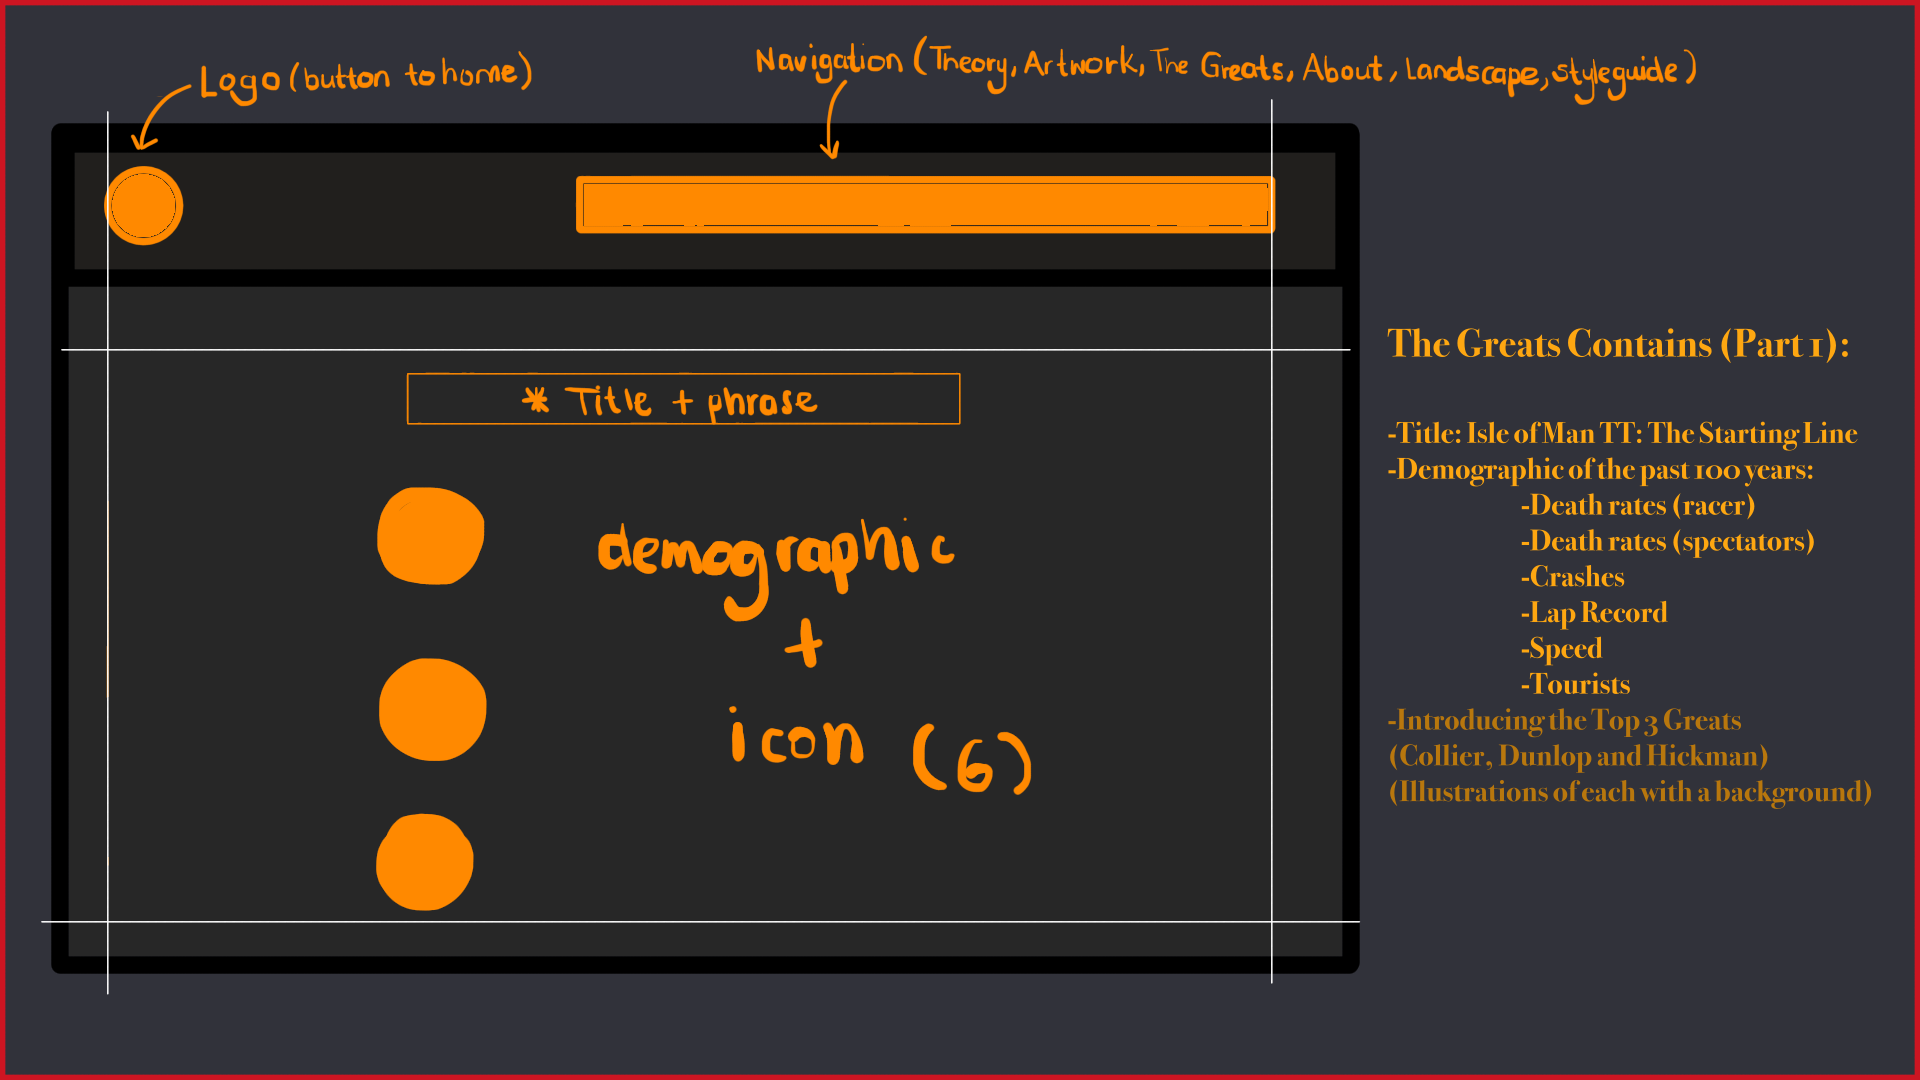 Logo (button to home)
Navigation (Theory, Artwork, The Greats, About, Landscape, styleguide)
* Title + phrase
demographic
+
icon (6)
The Greats Contains (Part 1):
-Title: Isle of Man TT: The Starting Line
-Demographic of the past 100 years:
-Death rates (racer)
-Death rates (spectators)
-Crashes
-Lap Record
-Speed
-Tourists
-Introducing the Top 3 Greats
(Collier, Dunlop and Hickman)
(Illustrations of each with a background)